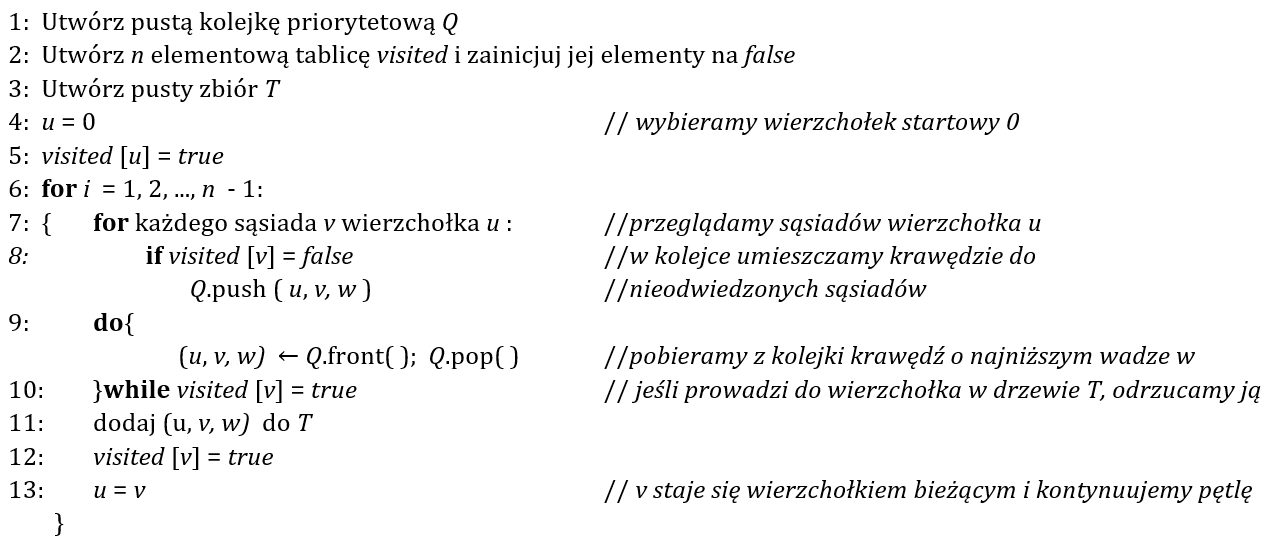 1: Utwórz pustą kolejkę priorytetową Q
2: Utwórz n elementową tablicę visited i zainicjuj jej elementy na false
3: Utwórz pusty zbiór T
4: u = 0 // wybieramy wierzchołek startowy 0
5: visited [u] = true
6: for i = 1, 2, ..., n - 1:
7: { for każdego sąsiada v wierzchołka u : //przeglądamy sąsiadów wierzchołka u
8: if visited [v] = false //w kolejce umieszczamy krawędzie do
Q.push ( u, v, w ) //nieodwiedzonych sąsiadów
9: do{
(u, v, w) ← Q.front( ); Q.pop( ) //pobieramy z kolejki krawędź o najniższym wadze w
10: }while visited [v] = true // jeśli prowadzi do wierzchołka w drzewie T, odrzucamy ją
11: dodaj (u, v, w) do T
12: visited [v] = true
13: u = v // v staje się wierzchołkiem bieżącym i kontynuujemy pętlę
}